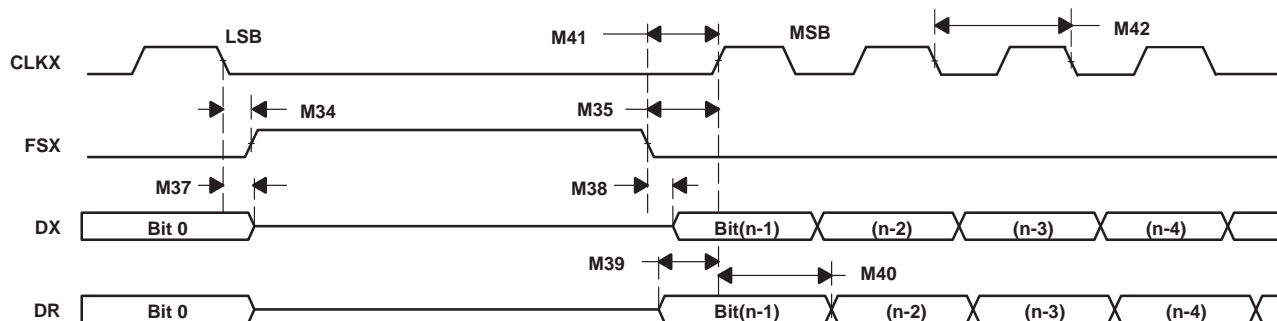 LSB M41 MSB M42
CLKX
M34 M35
FSX
M37 M38
DX Bit 0 Bit(n-1) (n-2) (n-3) (n-4)
M39 M40
DR Bit 0 Bit(n-1) (n-2) (n-3) (n-4)